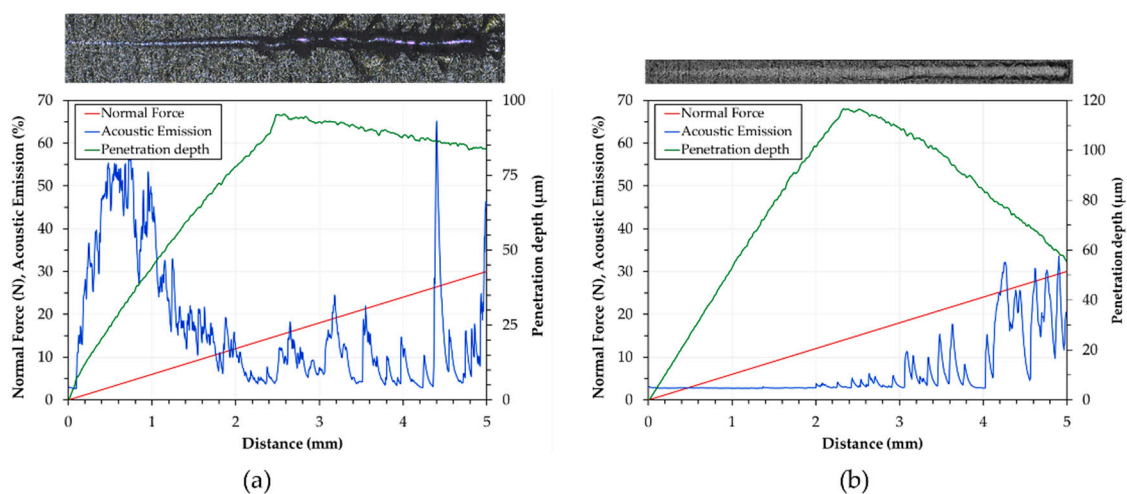 70
60
50
40
30
20
10
0
Normal Force (N), Acoustic Emission (%)
Normal Force
Acoustic Emission
Penetration depth
100
75
50
25
0
Penetration depth (μm)
0 1 2 3 4 5
Distance (mm)
(a)
70
60
50
40
30
20
10
0
Normal Force (N), Acoustic Emission (%)
Normal Force
Acoustic Emission
Penetration depth
120
100
80
60
40
20
0
Penetration depth (μm)
0 1 2 3 4 5
Distance (mm)
(b)